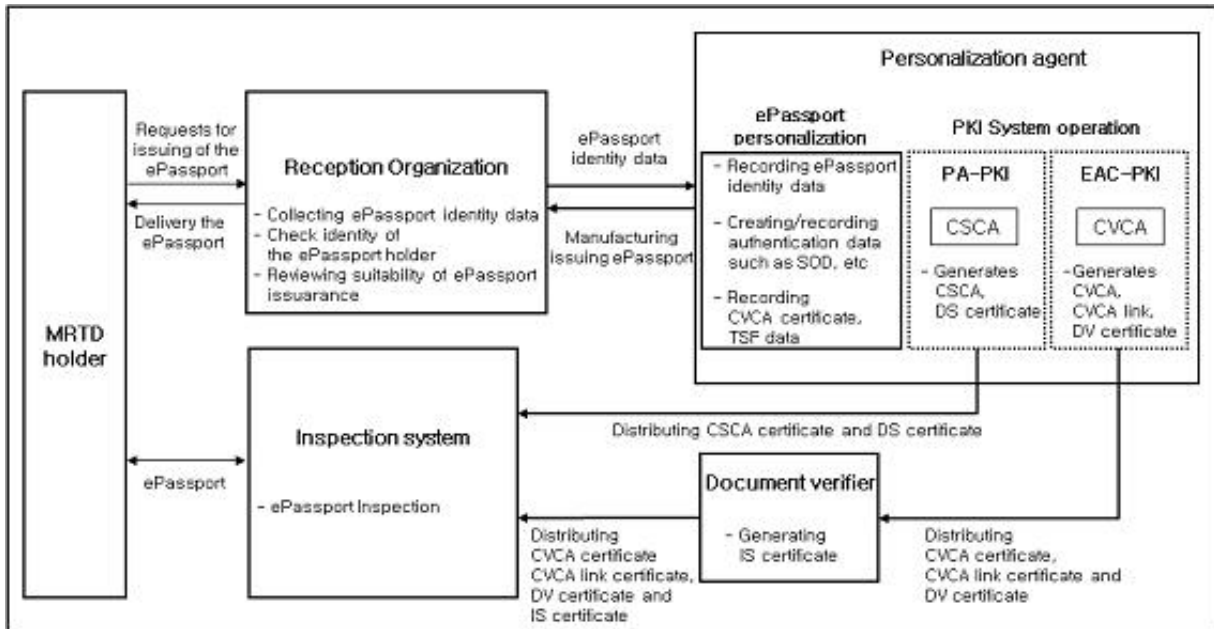 Personalization agent
ePassport
personalization
PKI System operation
- Recording ePassport
identity data
- Creating/recording
authentication data
such as SOD, etc
- Recording
CVCA certificate,
TSF data
PA-PKI
CSCA
- Generates
CSCA,
DS certificate
EAC-PKI
CVCA
- Generates
CVCA,
CVCA link,
DV certificate
MRTD
holder
Requests for
issuing of the
ePassport
Delivery the
ePassport
Reception Organization
- Collecting ePassport identity data
- Check identity of
the ePassport holder
- Reviewing suitability of ePassport
issuarance
ePassport
identity data
Manufacturing
issuing ePassport
Distributing CSCA certificate and DS certificate
Inspection system
- ePassport Inspection
ePassport
Document verifier
- Generating
IS certificate
Distributing
CVCA certificate
CVCA link certificate,
DV certificate and
IS certificate
Distributing
CVCA certificate,
CVCA link certificate and
DV certificate